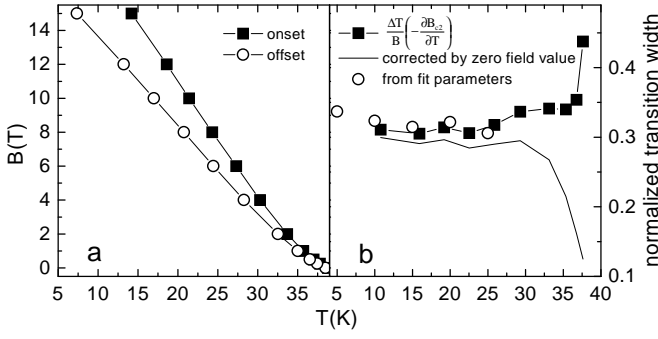 14
12
10
8
6
4
2
0
B(T)
onset
offset
a
5 10 15 20 25 30 35
ΔT/B (−∂B_c2/∂T)
corrected by zero field value
from fit parameters
b
5 10 15 20 25 30 35 40
T(K)
0.4
0.3
0.2
0.1
normalized transition width